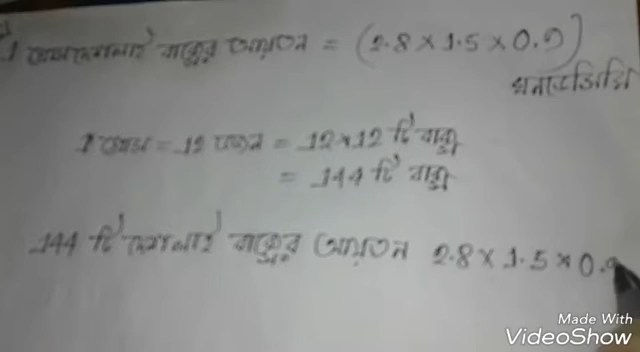 1 গ্রোস দেশলাই বাক্সের আয়তন = (2.8 × 1.5 × 0.9)
ঘনডেসিমি
1 গ্রোস = 12 ডজন = 12×12 টি বাক্স
= 144 টি বাক্স
144 টি দেশলাই বাক্সের আয়তন 2.8 × 1.5 × 0.9
Made With
VideoShow